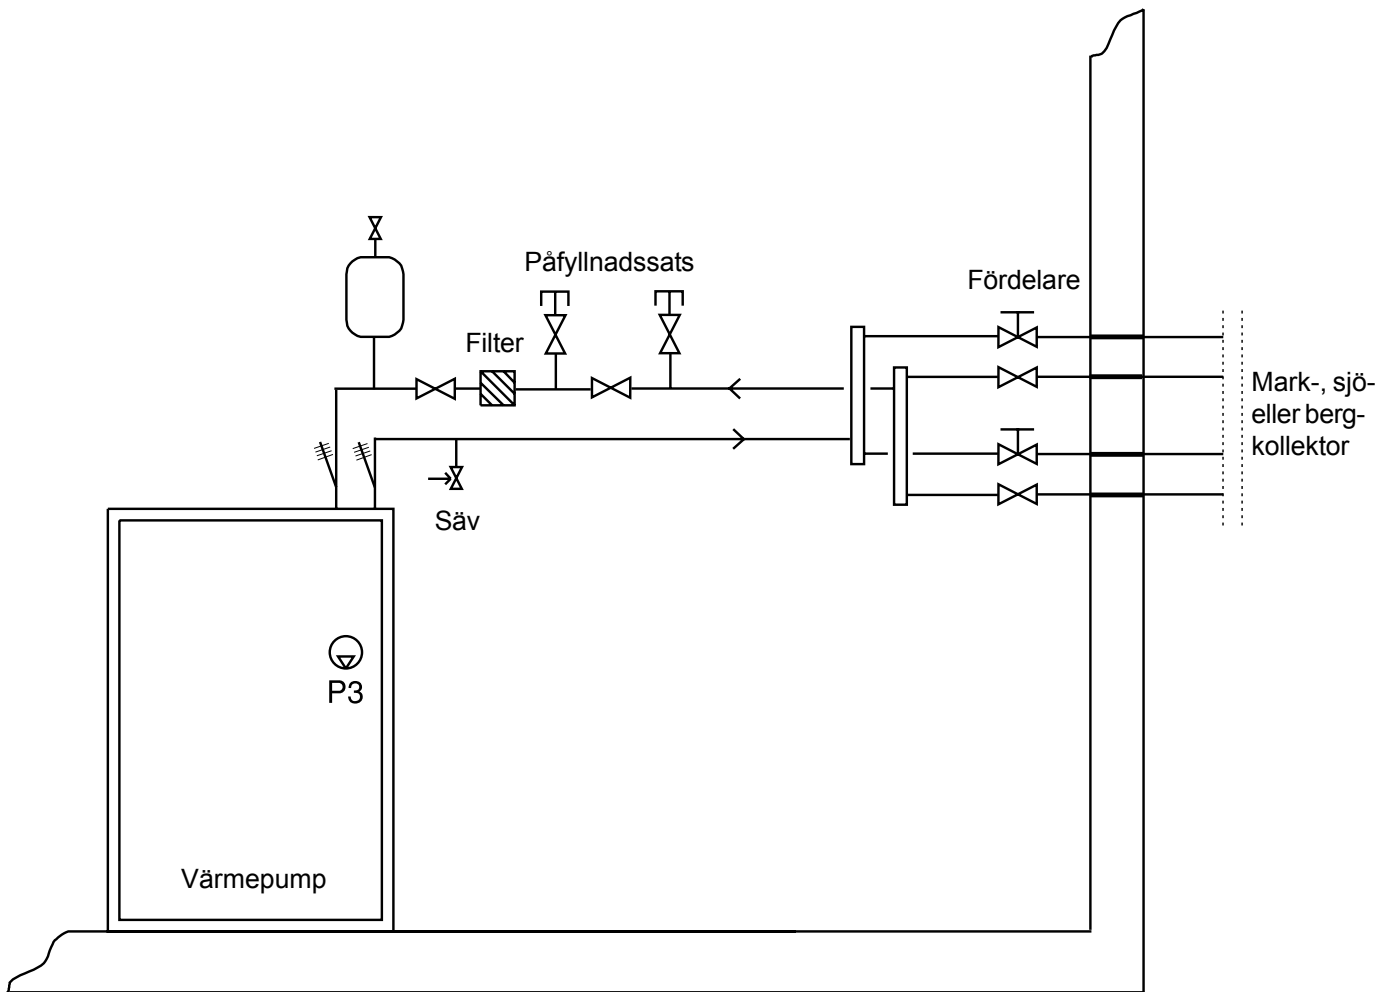 Påfyllnadssats
Fördelare
Filter
Mark-, sjö-
eller berg-
kollektor
Säv
P3
Värmepump